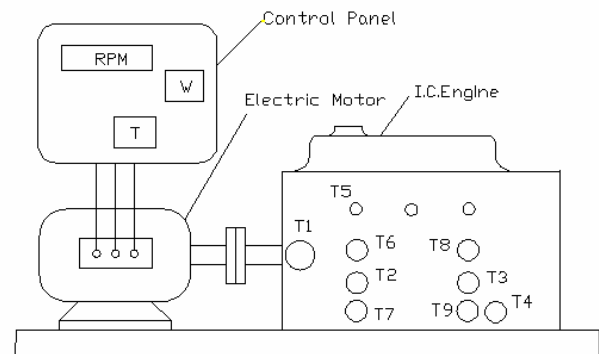 Control Panel
RPM
W
T
Electric Motor
I.C.Engine
T5
T1
T6
T8
T2
T3
T7
T9
T4